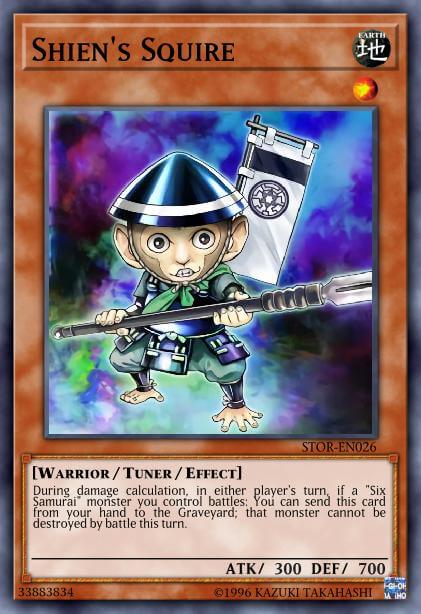 SHIEN'S SQUIRE
EARTH
地
STOR-EN026
[WARRIOR / TUNER / EFFECT]
During damage calculation, in either player's turn, if a "Six
Samurai" monster you control battles: You can send this card
from your hand to the Graveyard; that monster cannot be
destroyed by battle this turn.
ATK/ 300 DEF/ 700
33883834
©1996 KAZUKI TAKAHASHI